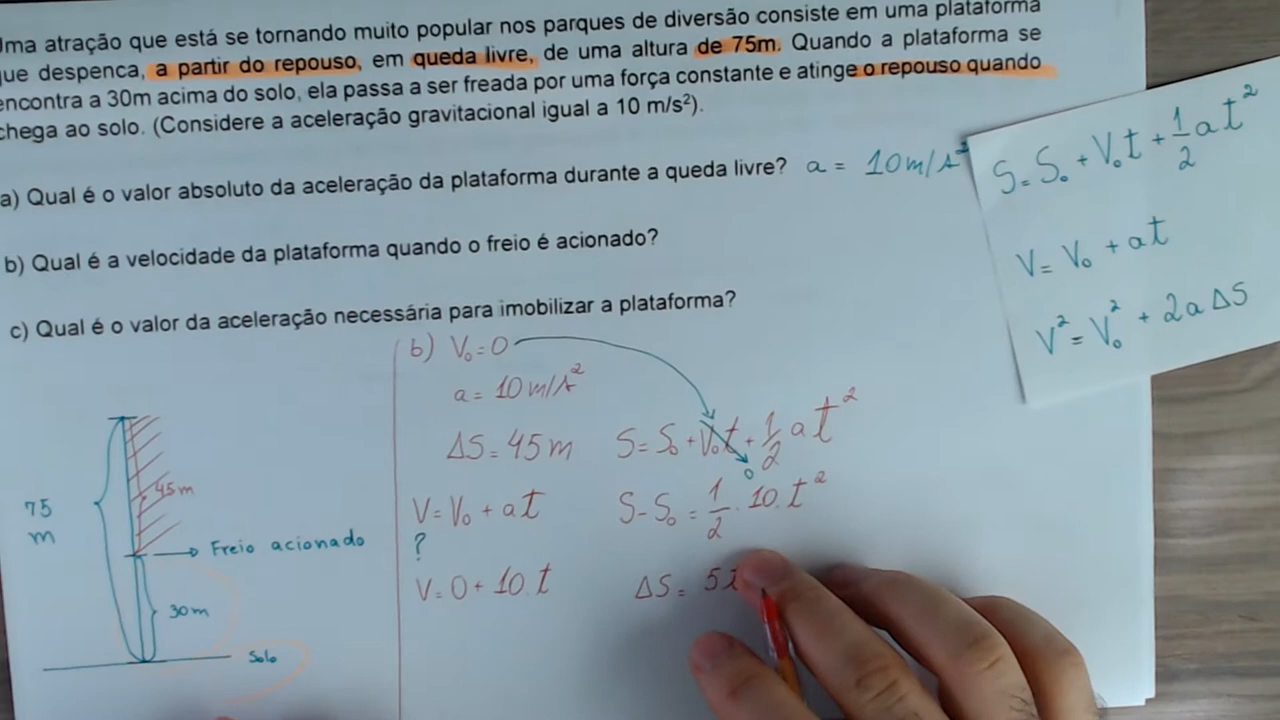 Uma atração que está se tornando muito popular nos parques de diversão consiste em uma plataforma
que despenca, a partir do repouso, em queda livre, de uma altura de 75m. Quando a plataforma se
encontra a 30m acima do solo, ela passa a ser freada por uma força constante e atinge o repouso quando
chega ao solo. (Considere a aceleração gravitacional igual a 10 m/s²).
a) Qual é o valor absoluto da aceleração da plataforma durante a queda livre? a = 10m/s²
b) Qual é a velocidade da plataforma quando o freio é acionado?
c) Qual é o valor da aceleração necessária para imobilizar a plataforma?
S = S₀ + V₀t + 1/2 at²
V = V₀ + at
V² = V₀² + 2aΔS
75
m
45m
Freio acionado
30m
Solo
b) V₀ = 0
a = 10m/s²
ΔS = 45m
V = V₀ + at
?
V = 0 + 10.t
S = S₀ + V₀t + 1/2 at²
0
S - S₀ = 1/2 . 10. t²
ΔS = 5